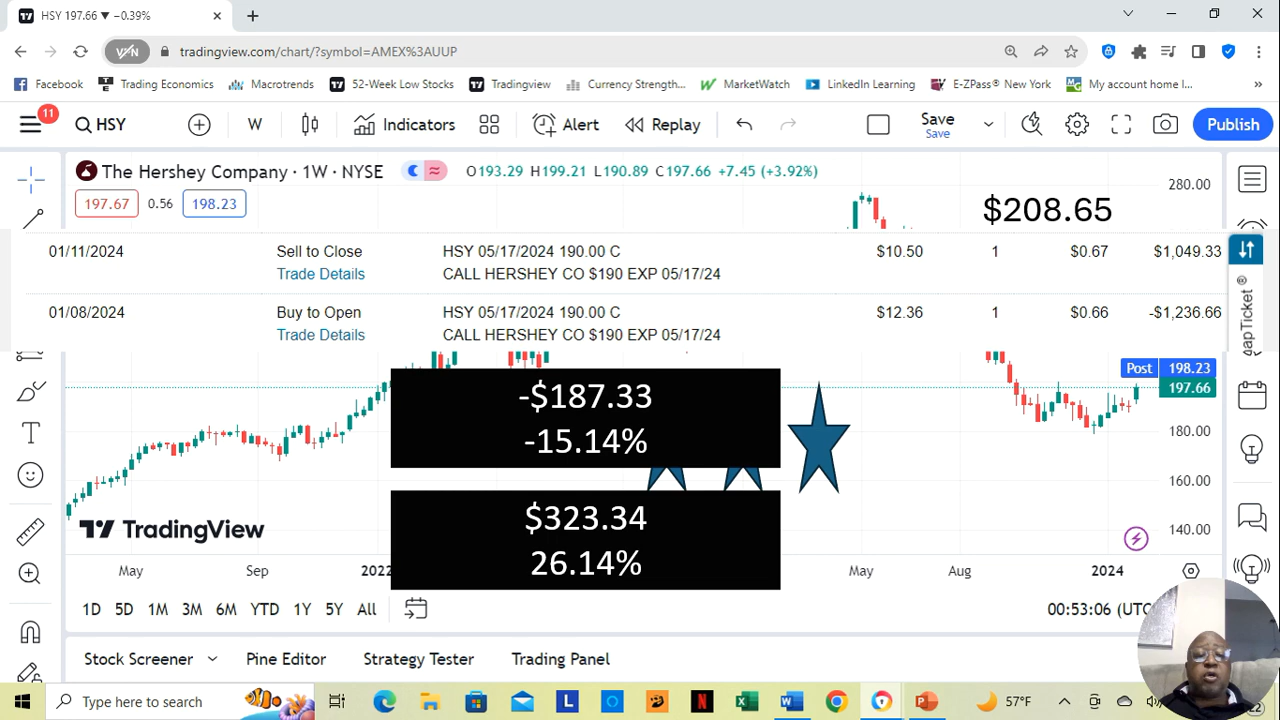 HSY 197.66 ▼ −0.39%
VPN
tradingview.com/chart/?symbol=AMEX%3AUUP
Facebook
Trading Economics
Macrotrends
52-Week Low Stocks
Tradingview
Currency Strength...
MarketWatch
LinkedIn Learning
E-ZPass® New York
My account home l...
»
11
HSY
W
Indicators
Alert
Replay
Save
Save
Publish
The Hershey Company · 1W · NYSE
O193.29 H199.21 L190.89 C197.66 +7.45 (+3.92%)
197.67
0.56
198.23
280.00
$208.65
01/11/2024 Sell to Close HSY 05/17/2024 190.00 C $10.50 1 $0.67 $1,049.33
Trade Details CALL HERSHEY CO $190 EXP 05/17/24
01/08/2024 Buy to Open HSY 05/17/2024 190.00 C $12.36 1 $0.66 -$1,236.66
Trade Details CALL HERSHEY CO $190 EXP 05/17/24
Post 198.23
197.66
-$187.33
-15.14%
180.00
160.00
140.00
$323.34
26.14%
TradingView
May Sep 2022 May Aug 2024
1D 5D 1M 3M 6M YTD 1Y 5Y All
00:53:06 (UTC
Stock Screener
Pine Editor
Strategy Tester
Trading Panel
Type here to search
57°F